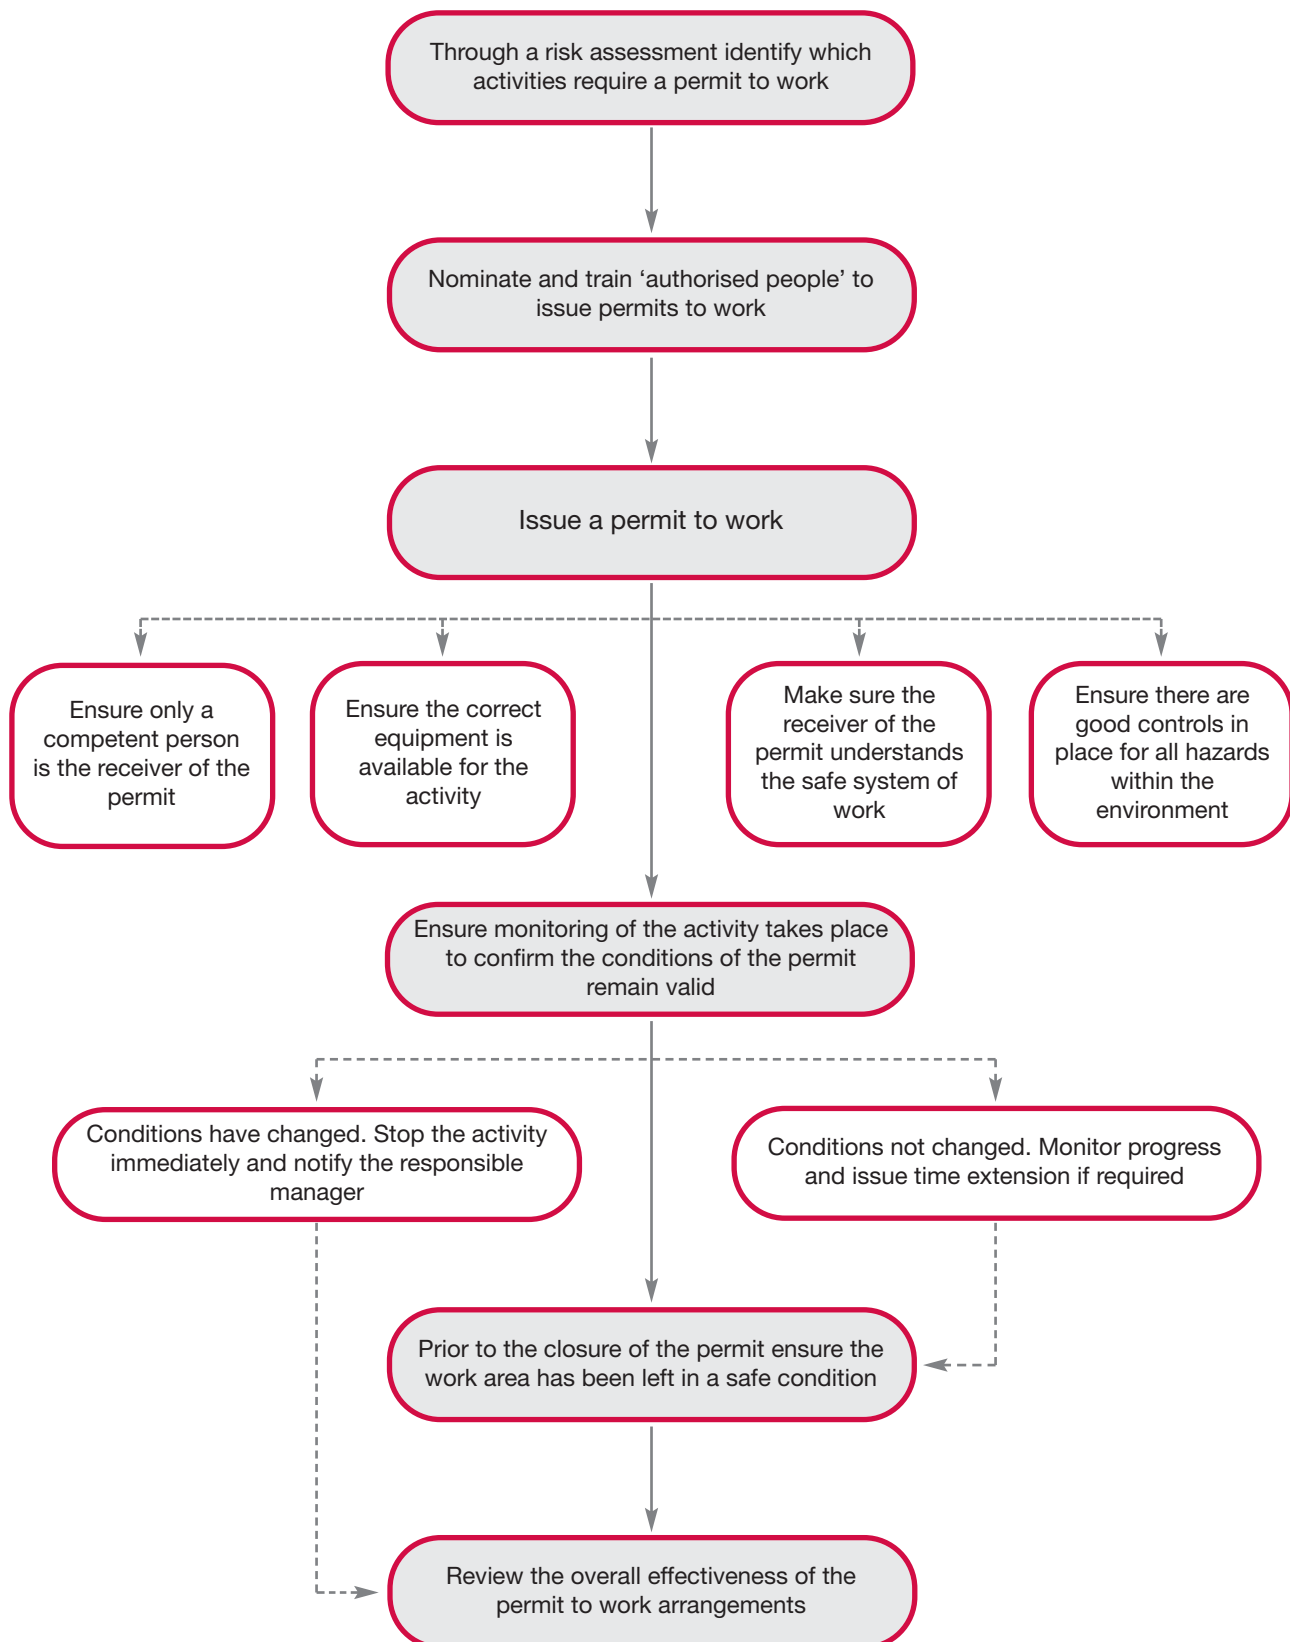 Through a risk assessment identify which
activities require a permit to work
Nominate and train ‘authorised people’ to
issue permits to work
Issue a permit to work
Ensure only a
competent person
is the receiver of the
permit
Ensure the correct
equipment is
available for the
activity
Make sure the
receiver of the
permit understands
the safe system of
work
Ensure there are
good controls in
place for all hazards
within the
environment
Ensure monitoring of the activity takes place
to confirm the conditions of the permit
remain valid
Conditions have changed. Stop the activity
immediately and notify the responsible
manager
Conditions not changed. Monitor progress
and issue time extension if required
Prior to the closure of the permit ensure the
work area has been left in a safe condition
Review the overall effectiveness of the
permit to work arrangements